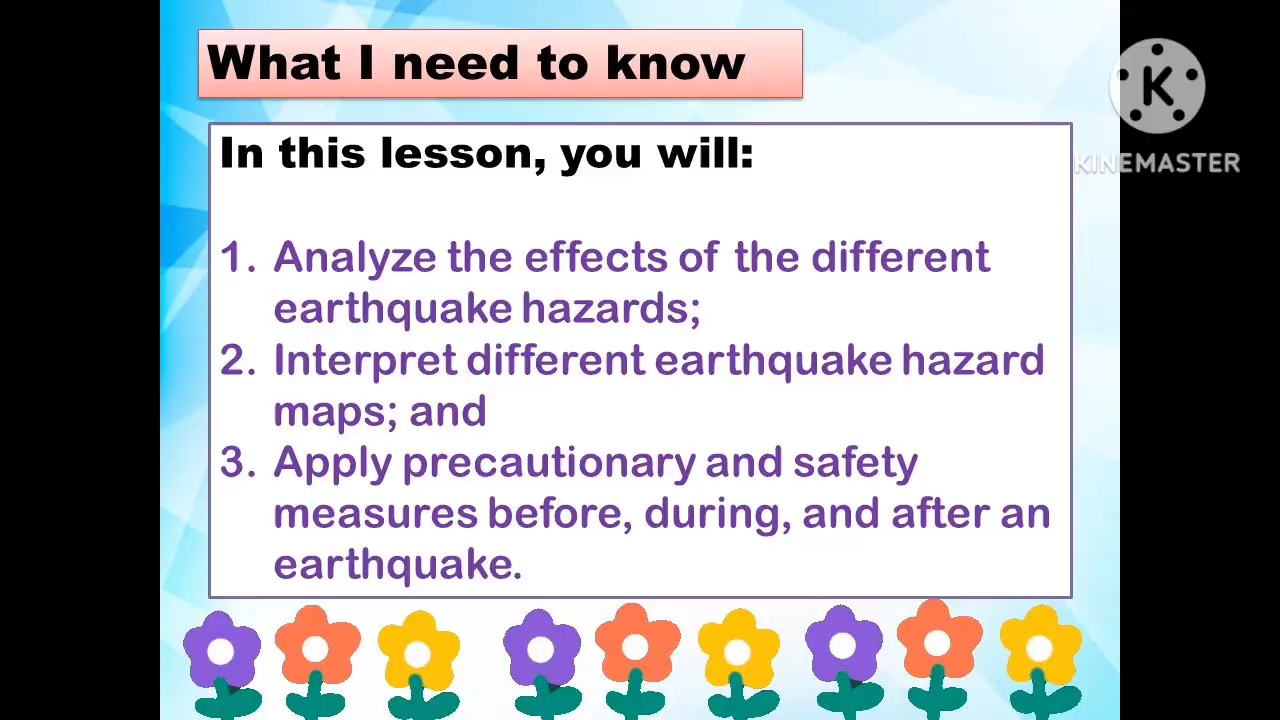 What I need to know
K
KINEMASTER
In this lesson, you will:
1. Analyze the effects of the different
earthquake hazards;
2. Interpret different earthquake hazard
maps; and
3. Apply precautionary and safety
measures before, during, and after an
earthquake.